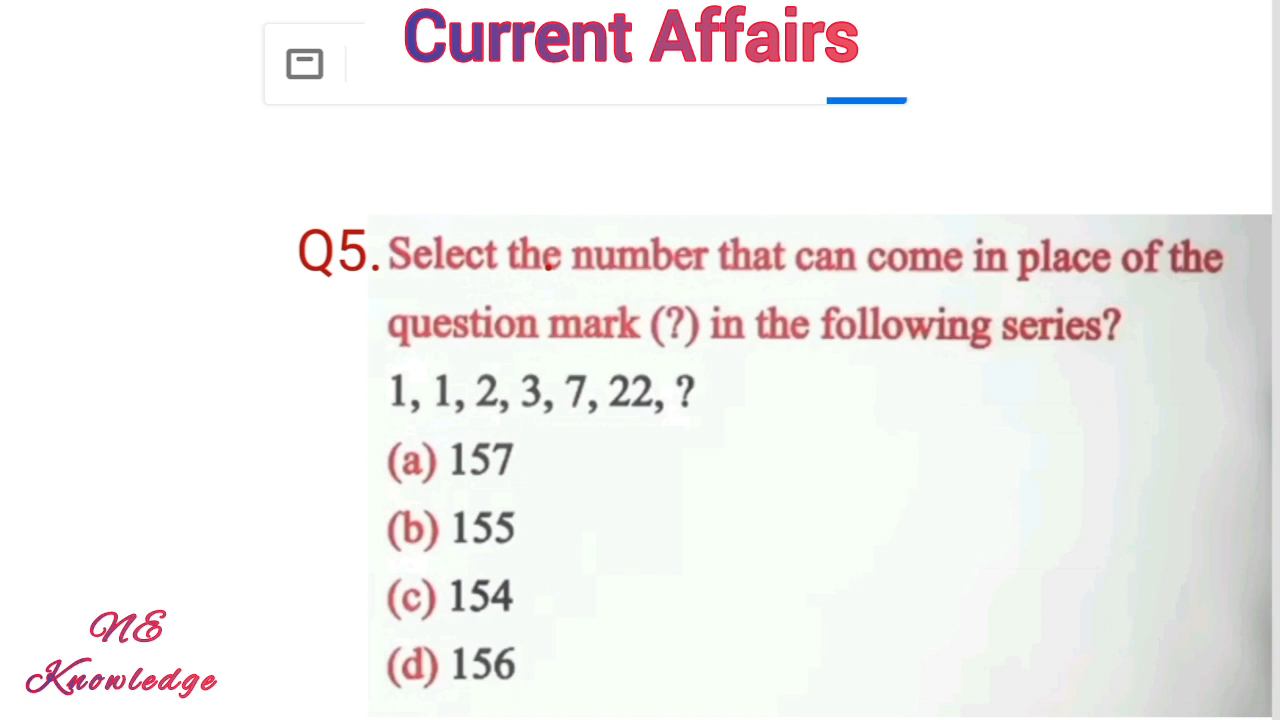 Current Affairs
Q5. Select the number that can come in place of the
question mark (?) in the following series?
1, 1, 2, 3, 7, 22, ?
(a) 157
(b) 155
(c) 154
(d) 156
NE
Knowledge